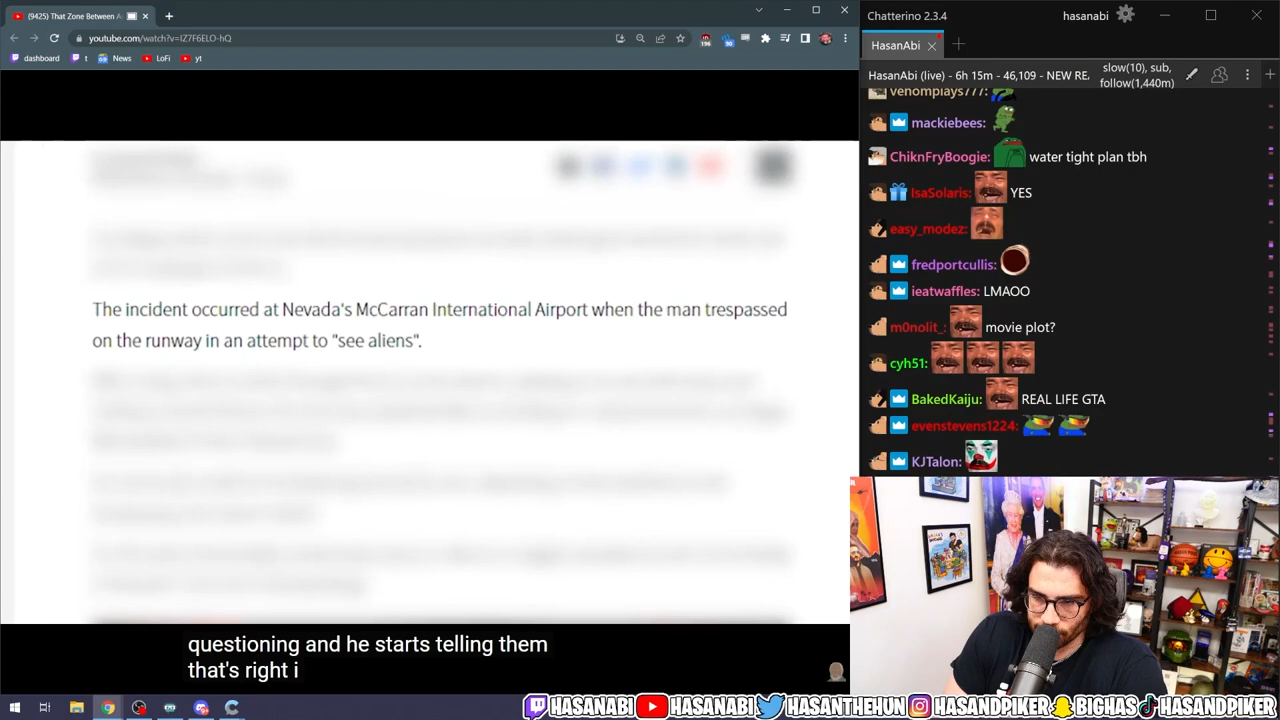 (9425) That Zone Between A
youtube.com/watch?v=IZ7F6ELO-hQ
196
90
dashboard
t
News
LoFi
yt
The incident occurred at Nevada's McCarran International Airport when the man trespassed
on the runway in an attempt to "see aliens".
questioning and he starts telling them
that's right i
Chatterino 2.3.4
hasanabi
HasanAbi
HasanAbi (live) - 6h 15m - 46,109 - NEW RE
slow(10), sub,
follow(1,440m)
venomplays777:
mackiebees:
ChiknFryBoogie: water tight plan tbh
IsaSolaris: YES
easy_modez:
fredportcullis:
ieatwaffles: LMAOO
m0nolit_: movie plot?
cyh51:
BakedKaiju: REAL LIFE GTA
evenstevens1224:
KJTalon:
HASANABI HASANABI HASANTHEHUN HASANDPIKER BIGHAS HASANDPIKER